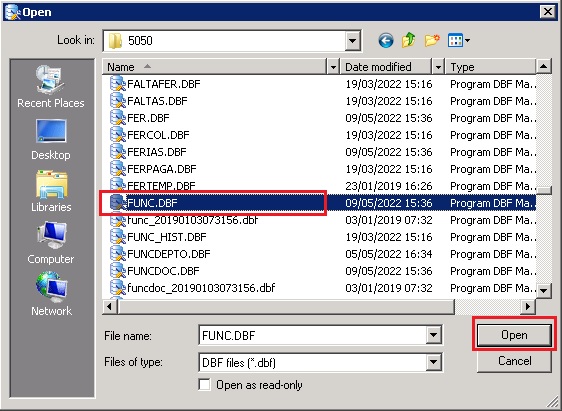 Open
Look in: 5050
Name Date modified Type
FALTAFER.DBF 19/03/2022 15:16 Program DBF Ma...
FALTAS.DBF 19/03/2022 15:16 Program DBF Ma...
FER.DBF 09/05/2022 15:36 Program DBF Ma...
FERCOL.DBF 19/03/2022 15:16 Program DBF Ma...
FERIAS.DBF 09/05/2022 15:36 Program DBF Ma...
FERPAGA.DBF 19/03/2022 15:16 Program DBF Ma...
FERTEMP.DBF 23/01/2019 16:26 Program DBF Ma...
FUNC.DBF 09/05/2022 15:36 Program DBF Ma...
func_20190103073156.dbf 03/01/2019 07:32 Program DBF Ma...
FUNC_HIST.DBF 19/03/2022 15:16 Program DBF Ma...
FUNCDEPTO.DBF 05/05/2022 16:34 Program DBF Ma...
FUNCDOC.DBF 09/05/2022 15:36 Program DBF Ma...
funcdoc_20190103073156.dbf 03/01/2019 07:32 Program DBF Ma...
Recent Places
Desktop
Libraries
Computer
Network
File name: FUNC.DBF Open
Files of type: DBF files (*.dbf) Cancel
Open as read-only